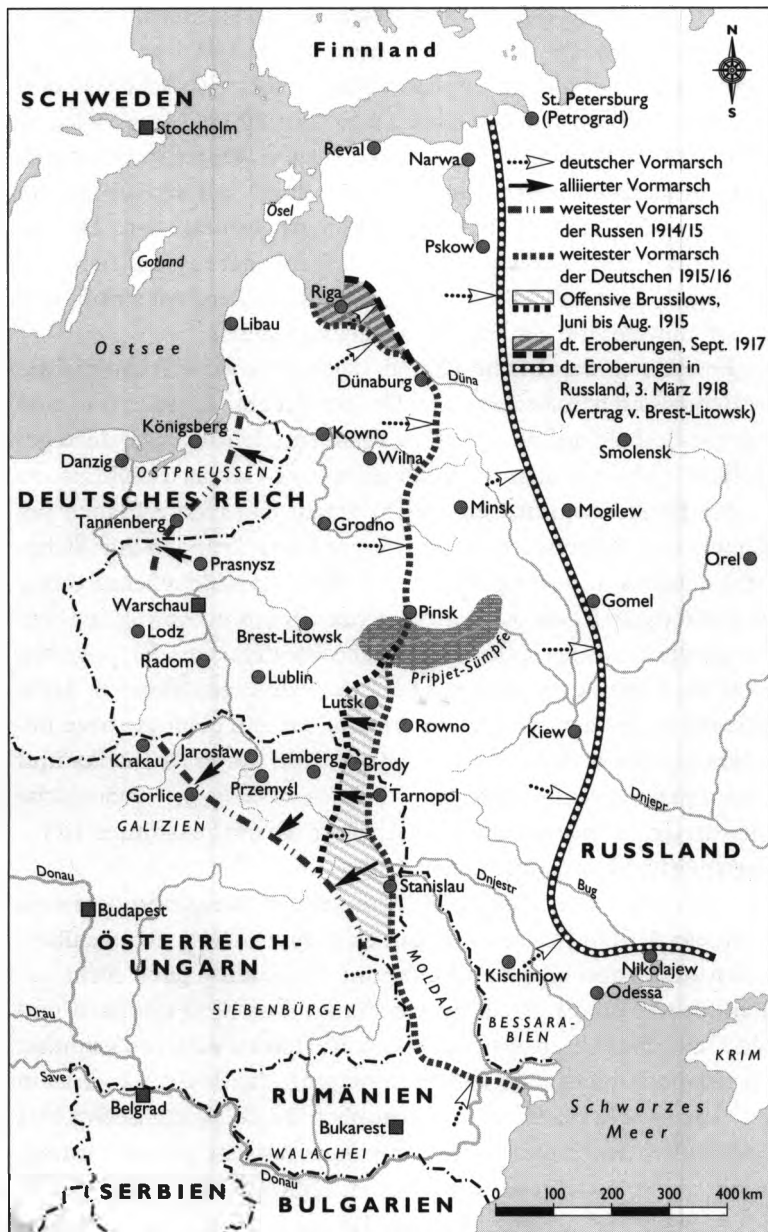 Finnland
N
S
SCHWEDEN
Stockholm
St. Petersburg
(Petrograd)
Reval
Narwa
deutscher Vormarsch
alliierter Vormarsch
weitester Vormarsch
der Russen 1914/15
weitester Vormarsch
der Deutschen 1915/16
Offensive Brussilows,
Juni bis Aug. 1915
dt. Eroberungen, Sept. 1917
dt. Eroberungen in
Russland, 3. März 1918
(Vertrag v. Brest-Litowsk)
Ösel
Pskow
Gotland
Riga
Libau
Ostsee
Dünaburg
Düna
Königsberg
Kowno
Smolensk
Danzig
OSTPREUSSEN
Wilna
DEUTSCHES REICH
Tannenberg
Grodno
Minsk
Mogilew
Prasnysz
Orel
Warschau
Pinsk
Gomel
Lodz
Brest-Litowsk
Radom
Pripjet-Sümpfe
Lublin
Lutsk
Rowno
Kiew
Krakau
Jarosław
Lemberg
Brody
Przemyśl
Gorlice
Tarnopol
Dnjepr
GALIZIEN
RUSSLAND
Donau
Stanislau
Dnjestr
Bug
Budapest
ÖSTERREICH-
UNGARN
MOLDAU
Kischinjow
Nikolajew
Odessa
Drau
SIEBENBÜRGEN
BESSARA-
BIEN
KRIM
Save
Belgrad
RUMÄNIEN
Schwarzes
Meer
Bukarest
WALACHEI
Donau
SERBIEN
BULGARIEN
0 100 200 300 400 km